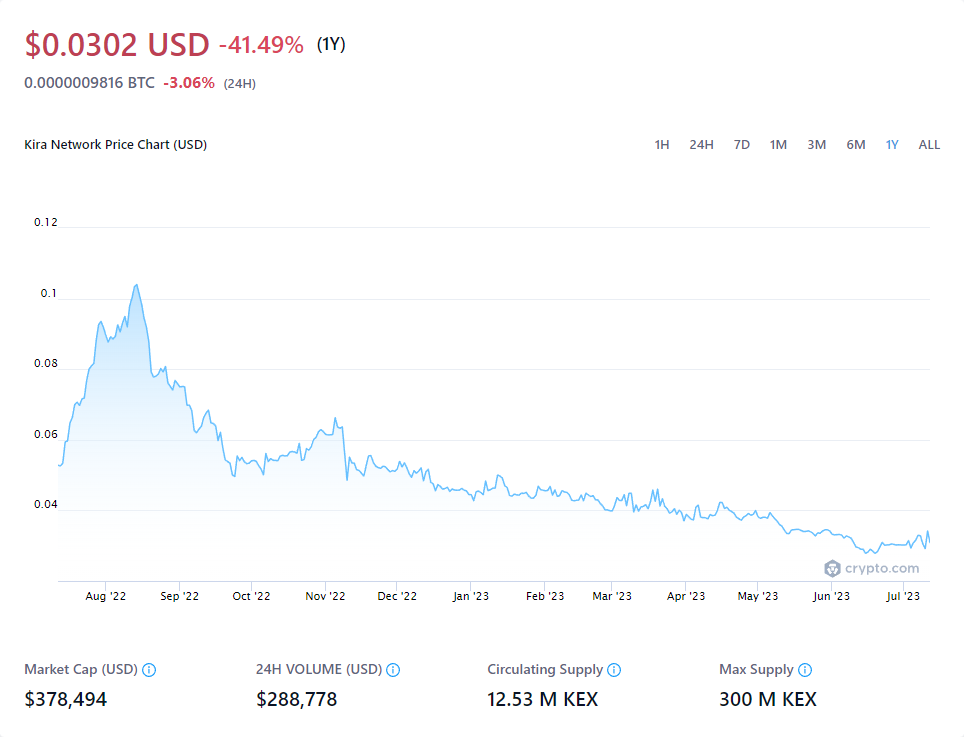 $0.0302 USD -41.49% (1Y)
0.0000009816 BTC -3.06% (24H)
Kira Network Price Chart (USD) 1H 24H 7D 1M 3M 6M 1Y ALL
0.12
0.1
0.08
0.06
0.04
crypto.com
Aug '22 Sep '22 Oct '22 Nov '22 Dec '22 Jan '23 Feb '23 Mar '23 Apr '23 May '23 Jun '23 Jul '23
Market Cap (USD) 24H VOLUME (USD) Circulating Supply Max Supply
$378,494 $288,778 12.53 M KEX 300 M KEX